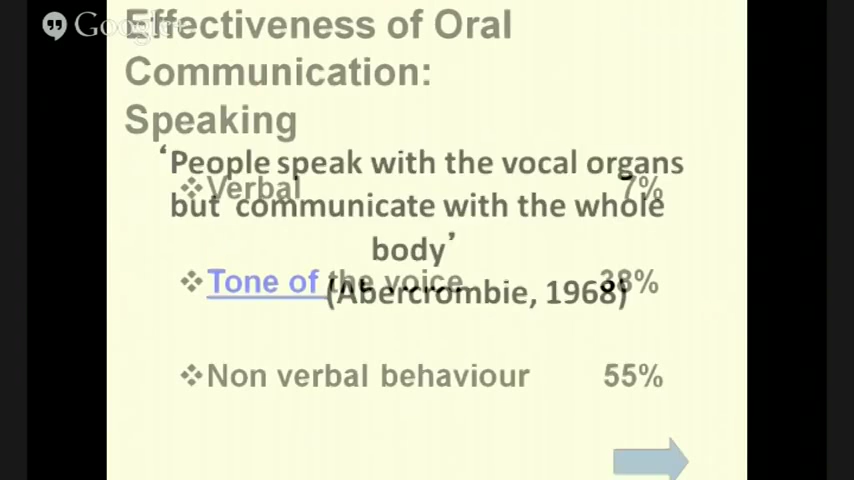 Google+
Effectiveness of Oral
Communication:
Speaking
‘People speak with the vocal organs
but communicate with the whole
body’
(Abercrombie, 1968)
❖Verbal 7%
❖Tone of the voice 38%
❖Non verbal behaviour 55%